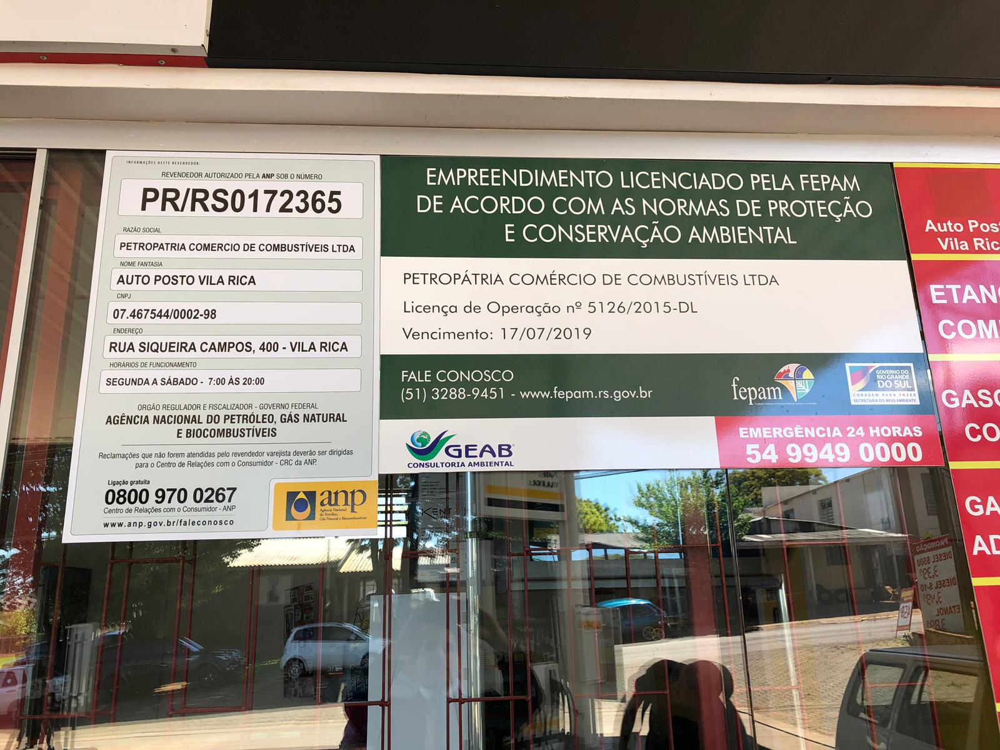 INFORMAÇÕES DESTE REVENDEDOR:
REVENDEDOR AUTORIZADO PELA ANP SOB O NÚMERO
PR/RS0172365
RAZÃO SOCIAL
PETROPATRIA COMERCIO DE COMBUSTÍVEIS LTDA
NOME FANTASIA
AUTO POSTO VILA RICA
CNPJ
07.467544/0002-98
ENDEREÇO
RUA SIQUEIRA CAMPOS, 400 - VILA RICA
HORÁRIOS DE FUNCIONAMENTO
SEGUNDA A SÁBADO - 7:00 ÀS 20:00
ORGÃO REGULADOR E FISCALIZADOR - GOVERNO FEDERAL
AGÊNCIA NACIONAL DO PETRÓLEO, GÁS NATURAL
E BIOCOMBUSTÍVEIS
Reclamações que não forem atendidas pelo revendedor varejista deverão ser dirigidas
para o Centro de Relações com o Consumidor - CRC da ANP.
Ligação gratuita
0800 970 0267
Centro de Relações com o Consumidor - ANP
www.anp.gov.br/faleconosco
anp
Agência Nacional
do Petróleo,
Gás Natural e Biocombustíveis
EMPREENDIMENTO LICENCIADO PELA FEPAM
DE ACORDO COM AS NORMAS DE PROTEÇÃO
E CONSERVAÇÃO AMBIENTAL
PETROPÁTRIA COMÉRCIO DE COMBUSTÍVEIS LTDA
Licença de Operação nº 5126/2015-DL
Vencimento: 17/07/2019
FALE CONOSCO
(51) 3288-9451 - www.fepam.rs.gov.br
fepam
GOVERNO DO
RIO GRANDE
DO SUL
CORAGEM PARA FAZER
SECRETARIA DO MEIO AMBIENTE
GEAB
CONSULTORIA AMBIENTAL
EMERGÊNCIA 24 HORAS
54 9949 0000
Auto Pos
Vila Ric
ETAN
COM
GAS
CO
GA
AD
KENT
PROMOÇÃO
DIESEL S500
DIESEL S-10
ETANOL